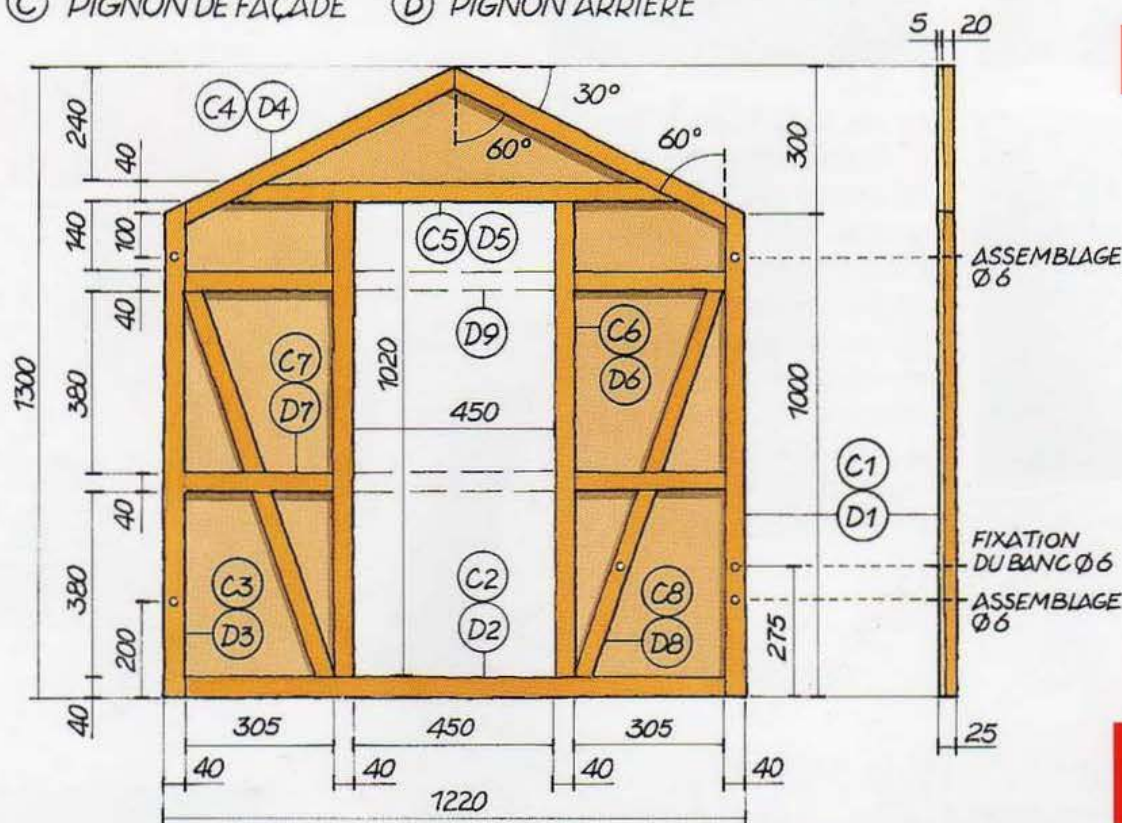 C PIGNON DE FAÇADE D PIGNON ARRIÈRE
5 20
C4 D4
30°
60°
60°
240
40
140
100
40
1300
380
40
380
200
40
300
1000
C5 D5
D9
C6
D6
C7
D7
1020
450
C1
D1
C2
D2
C3
D3
C8
D8
275
ASSEMBLAGE
Ø 6
FIXATION
DU BANC Ø 6
ASSEMBLAGE
Ø 6
305 450 305
40 40 40 40
25
1220